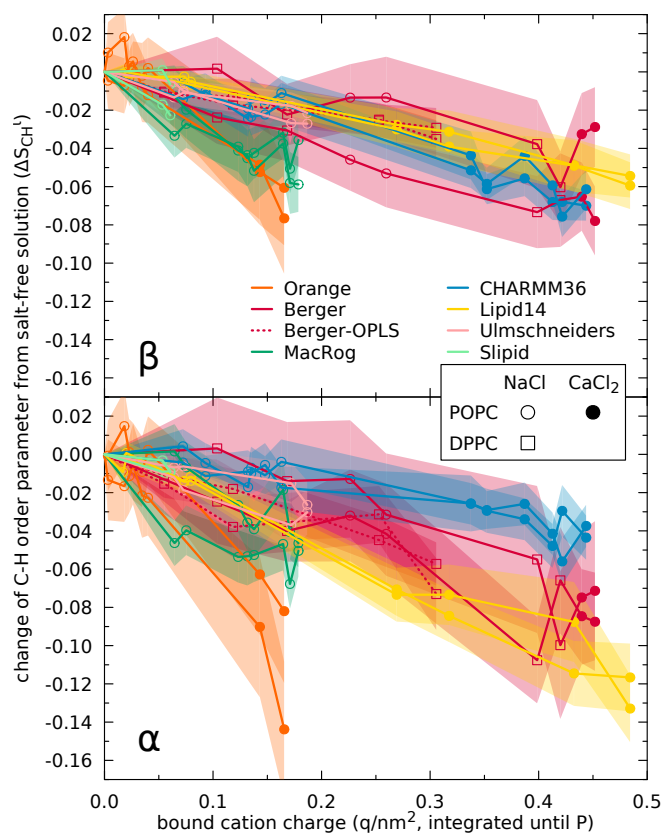 change of C-H order parameter from salt-free solution (ΔS_CHⁱ)
0.02
0.00
-0.02
-0.04
-0.06
-0.08
-0.10
-0.12
-0.14
-0.16
Orange
Berger
Berger-OPLS
MacRog
CHARMM36
Lipid14
Ulmschneiders
Slipid
β
NaCl CaCl₂
POPC
DPPC
0.02
0.00
-0.02
-0.04
-0.06
-0.08
-0.10
-0.12
-0.14
-0.16
α
0.0 0.1 0.2 0.3 0.4 0.5
bound cation charge (q/nm², integrated until P)